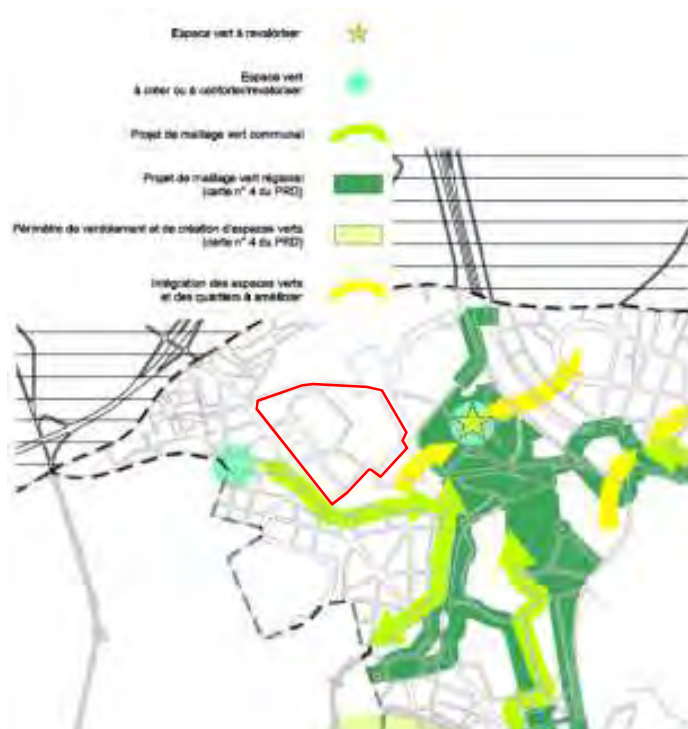 Espace vert à revaloriser
Espace vert
à créer ou à conforter/revaloriser
Projet de maillage vert communal
Projet de maillage vert régional
(carte n° 4 du PRD)
Périmètre de verdoiement et de création d'espaces verts
(carte n° 4 du PRD)
Intégration des espaces verts
et des quartiers à améliorer